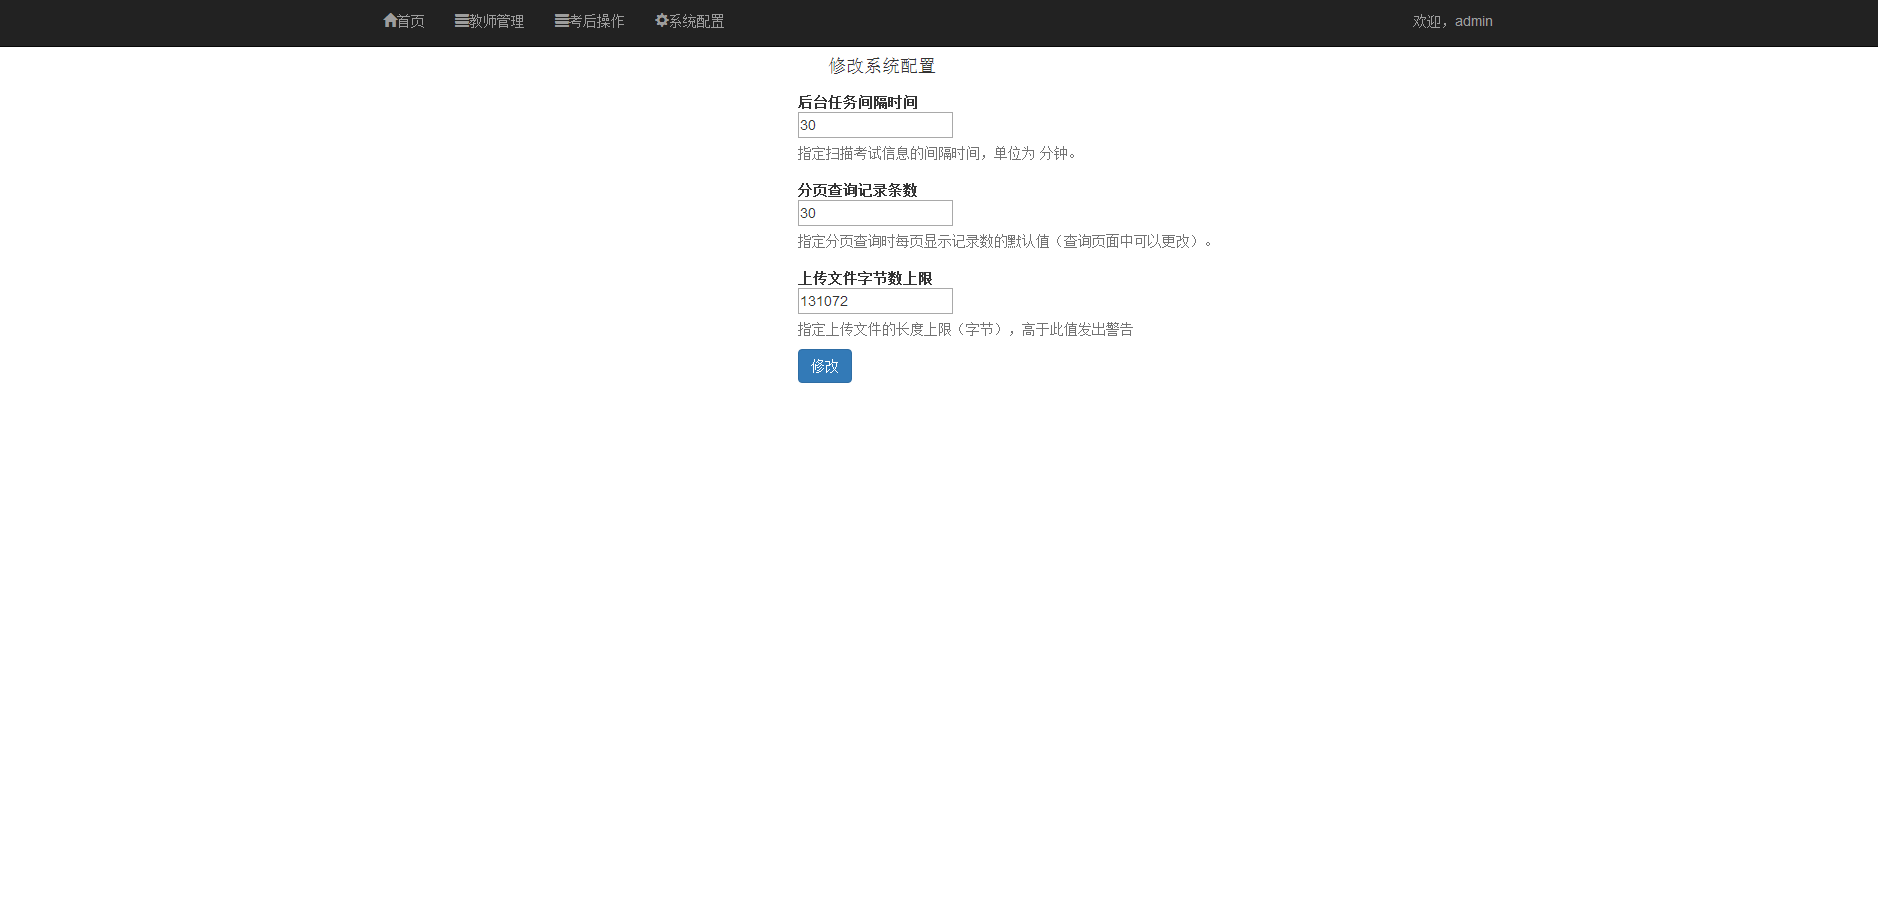 首页 教师管理 考后操作 系统配置 欢迎，admin
修改系统配置
后台任务间隔时间
30
指定扫描考试信息的间隔时间，单位为 分钟。
分页查询记录条数
30
指定分页查询时每页显示记录数的默认值（查询页面中可以更改）。
上传文件字节数上限
131072
指定上传文件的长度上限（字节），高于此值发出警告
修改